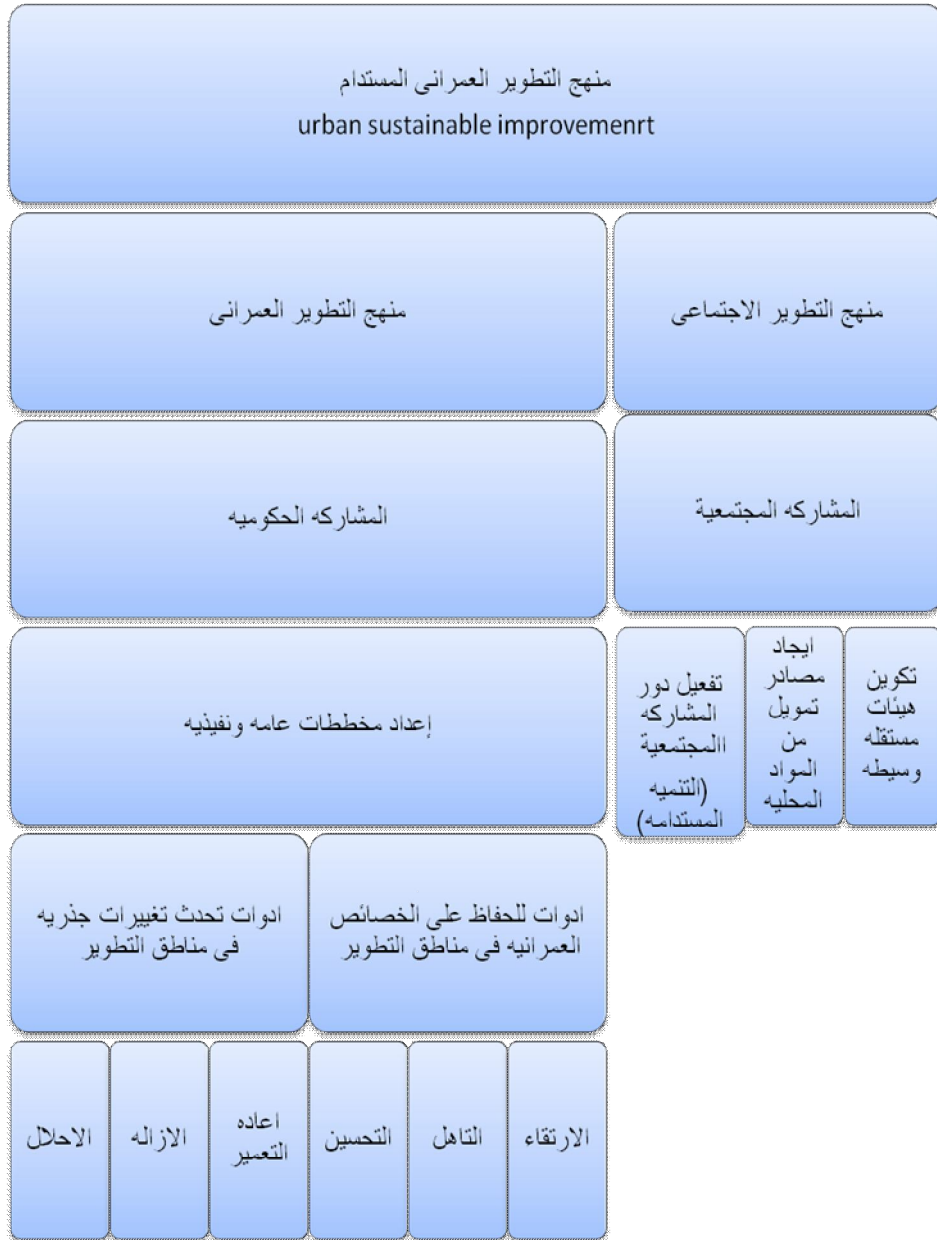 منهج التطوير العمرانى المستدام
urban sustainable improvemenrt
منهج التطوير الاجتماعى
منهج التطوير العمرانى
المشاركه المجتمعية
المشاركه الحكوميه
تكوين
هيئات
مستقله
وسيطه
ايجاد
مصادر
تمويل
من
المواد
المحليه
تفعيل دور
المشاركه
االمجتمعية
(التنميه
المستدامه)
إعداد مخططات عامه ونفيذيه
ادوات للحفاظ على الخصائص
العمرانيه فى مناطق التطوير
ادوات تحدث تغييرات جذريه
فى مناطق التطوير
الارتقاء
التاهل
التحسين
اعاده
التعمير
الازاله
الاحلال